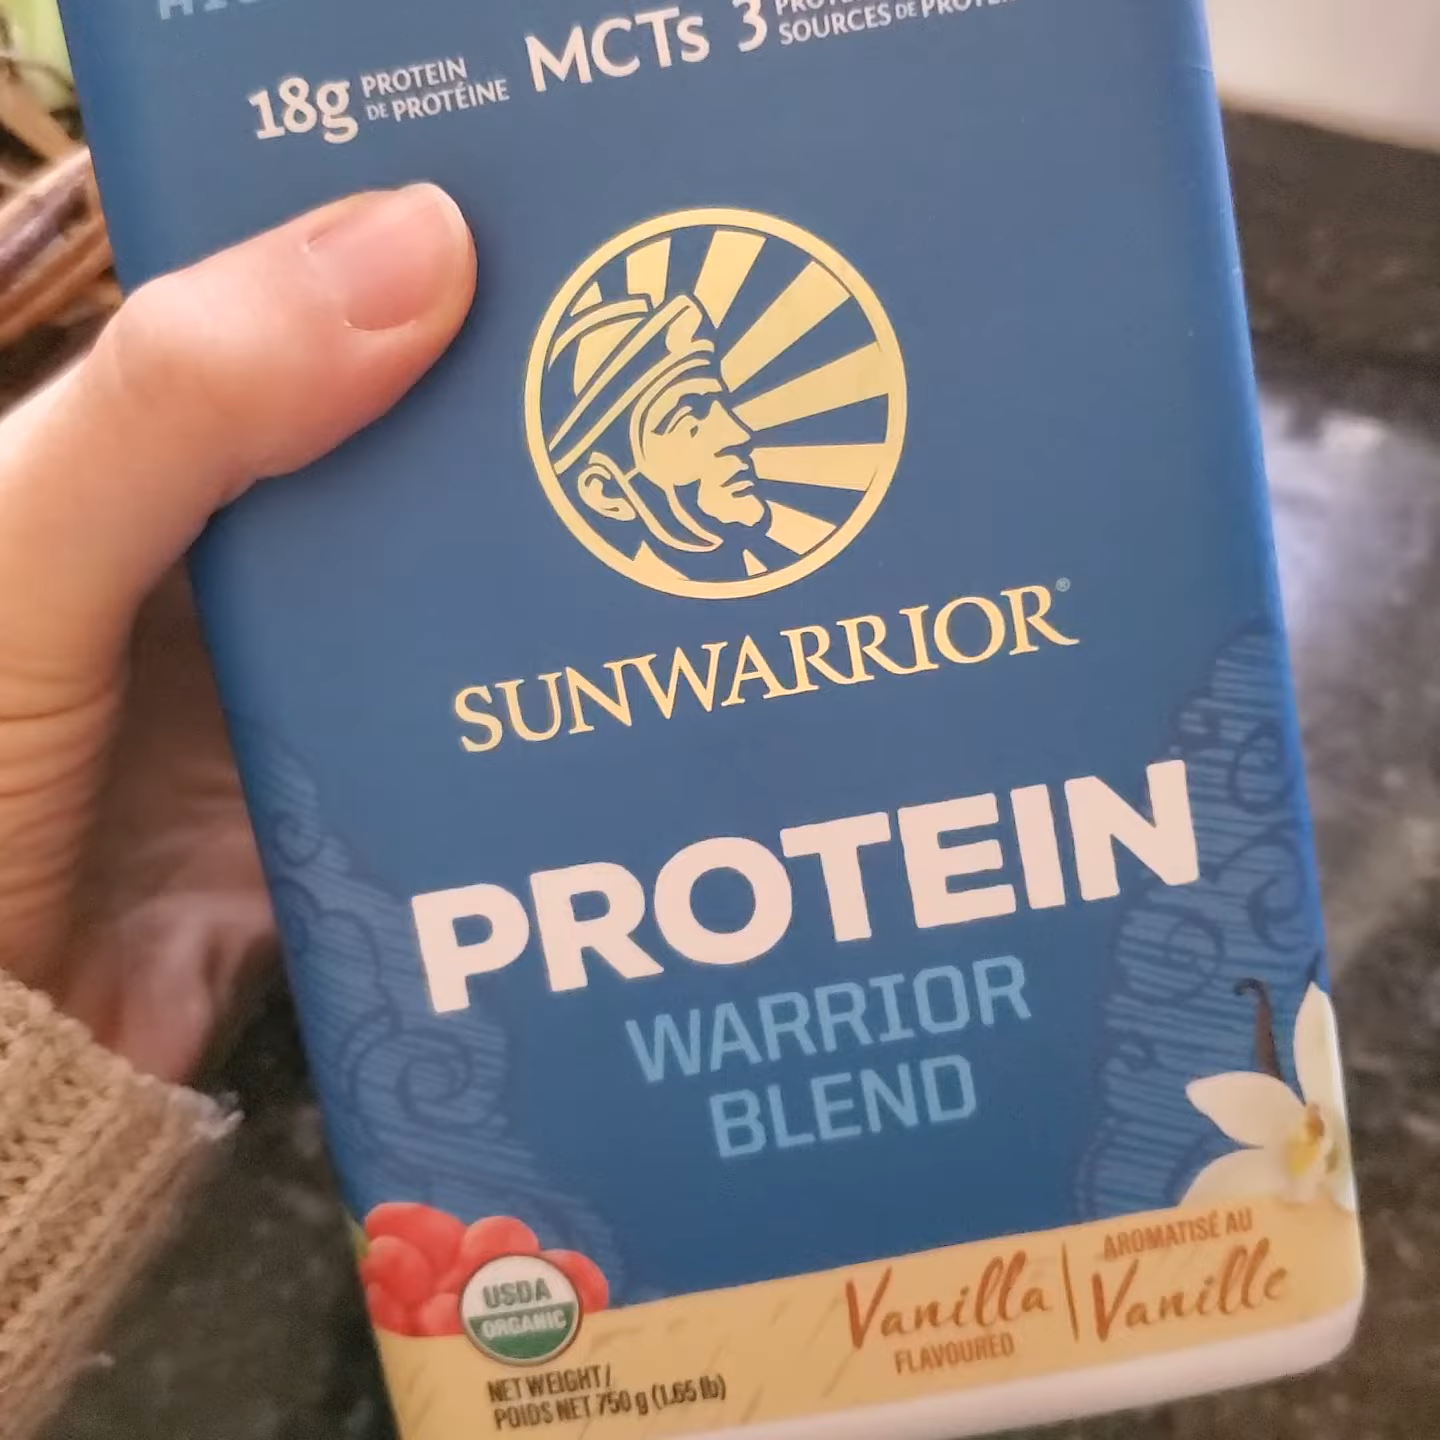 18g PROTEIN
DE PROTÉINE
MCTs 3
SOURCES DE
SUNWARRIOR®
PROTEIN
WARRIOR
BLEND
USDA
ORGANIC
Vanilla
FLAVOURED
AROMATISÉ AU
Vanille
NET WEIGHT/
POIDS NET 750 g (1.65 lb)